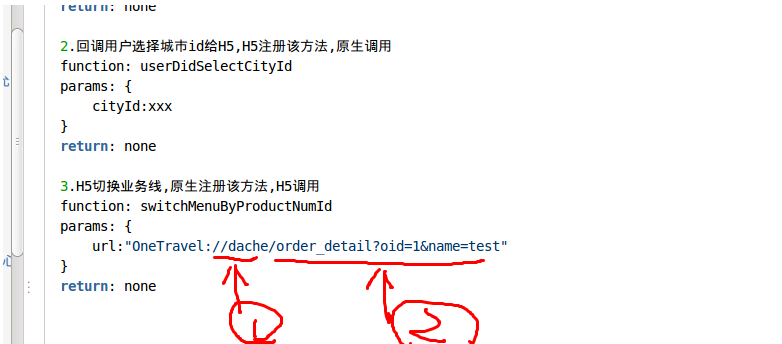 return: none
2.回调用户选择城市id给H5,H5注册该方法,原生调用
function: userDidSelectCityId
params: {
cityId:xxx
}
return: none
3.H5切换业务线,原生注册该方法,H5调用
function: switchMenuByProductNumId
params: {
url:"OneTravel://dache/order_detail?oid=1&name=test"
}
return: none
1
2